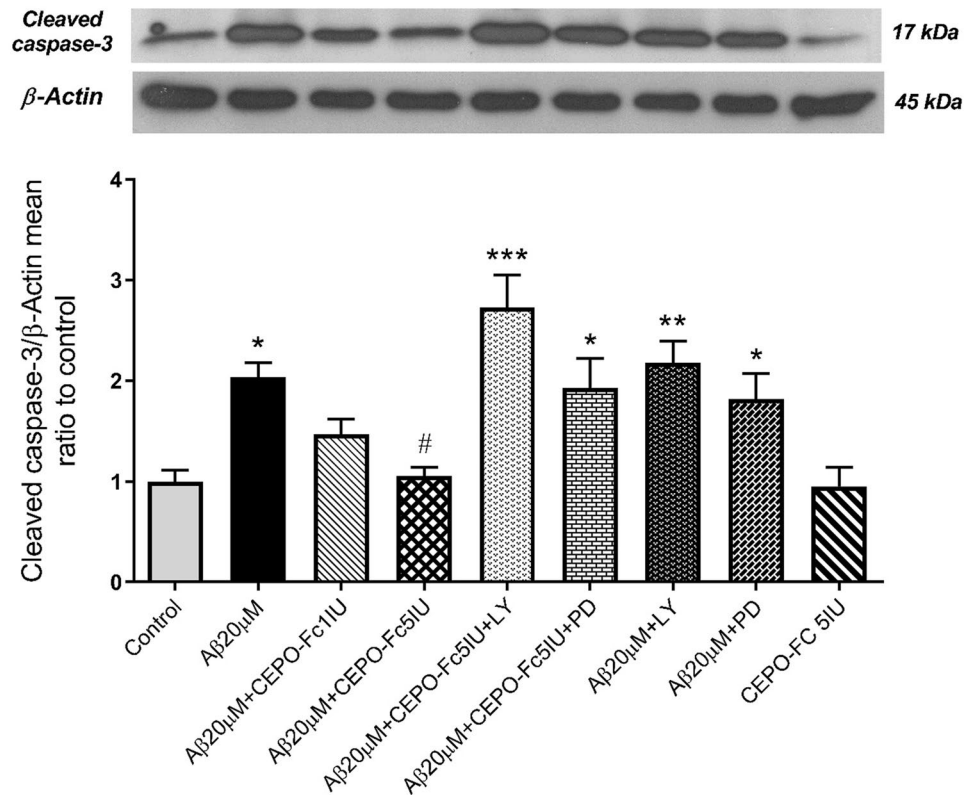 Cleaved
caspase-3
17 kDa
β-Actin
45 kDa
Cleaved caspase-3/β-Actin mean
ratio to control
4
3
2
1
0
*
#
***
*
**
*
Control
Aβ20µM
Aβ20µM+CEPO-Fc1IU
Aβ20µM+CEPO-Fc5IU
Aβ20µM+CEPO-Fc5IU+LY
Aβ20µM+CEPO-Fc5IU+PD
Aβ20µM+LY
Aβ20µM+PD
CEPO-FC 5IU